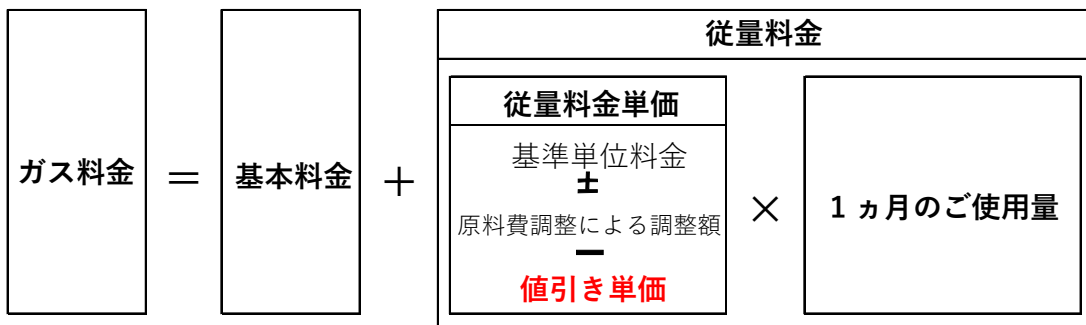 ガス料金
=
基本料金
+
従量料金
従量料金単価
基準単位料金
±
原料費調整による調整額
ー
値引き単価
×
1ヵ月のご使用量